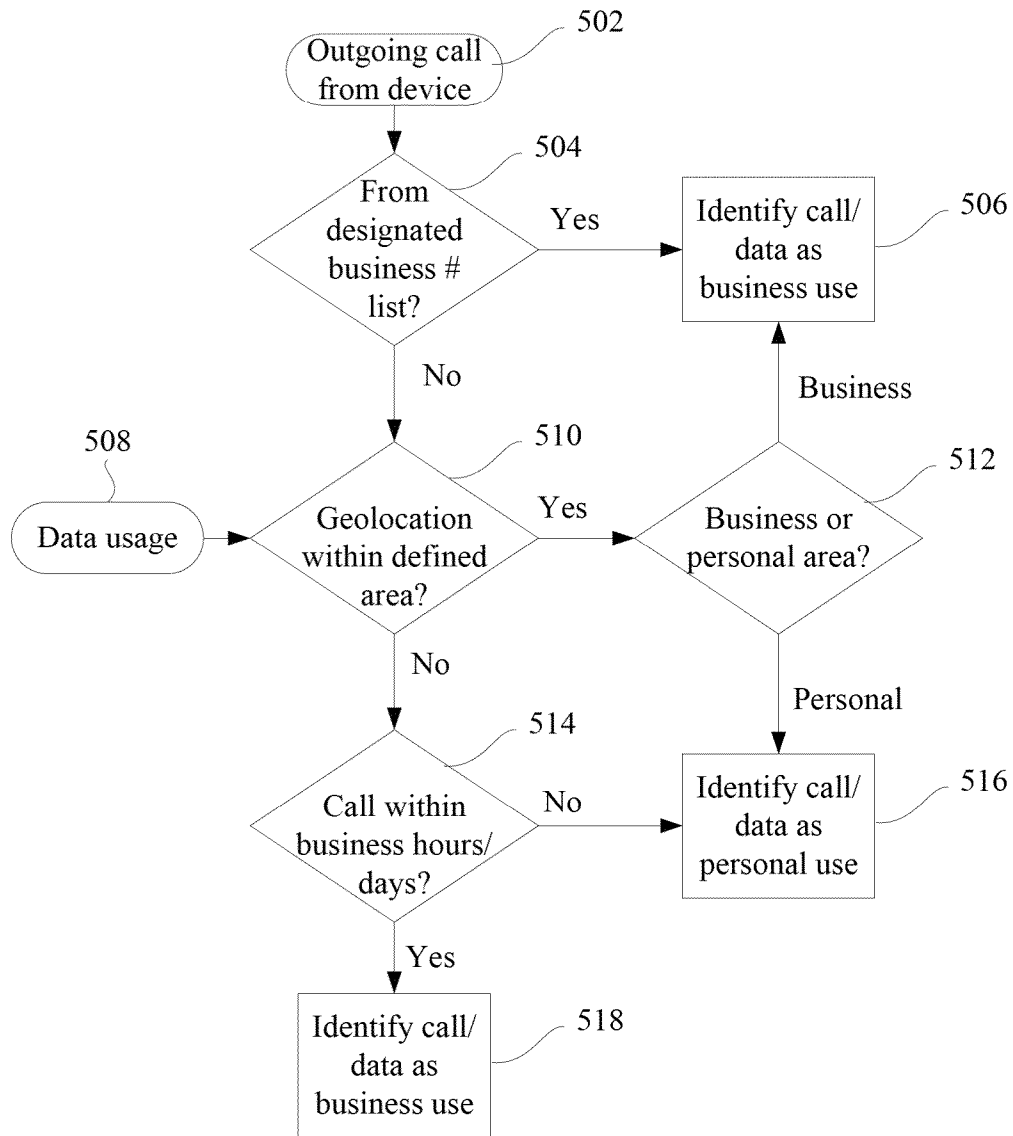 502
Outgoing call
from device
504
From
designated
business #
list?
Yes
Identify call/
data as
business use
506
No
Business
508
510
512
Data usage
Geolocation
within defined
area?
Yes
Business or
personal area?
No
Personal
514
Call within
business hours/
days?
No
Identify call/
data as
personal use
516
Yes
Identify call/
data as
business use
518